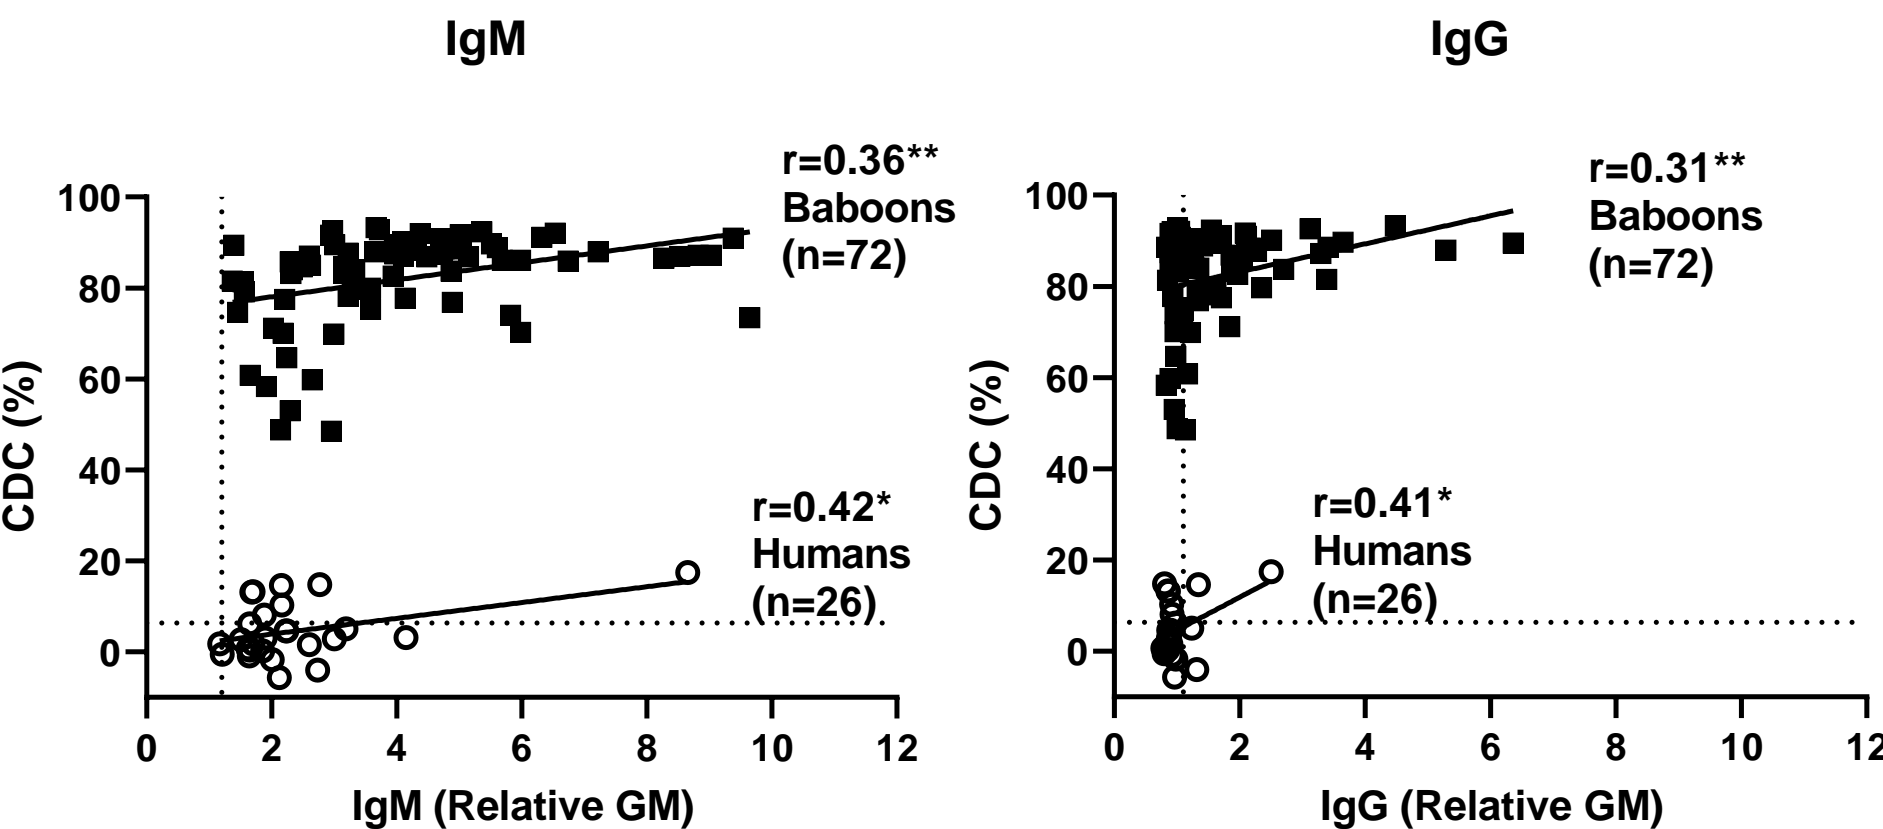 IgM
r=0.36**
Baboons
(n=72)
r=0.42*
Humans
(n=26)
CDC (%)
100
80
60
40
20
0
0 2 4 6 8 10 12
IgM (Relative GM)
IgG
r=0.31**
Baboons
(n=72)
r=0.41*
Humans
(n=26)
CDC (%)
100
80
60
40
20
0
0 2 4 6 8 10 12
IgG (Relative GM)